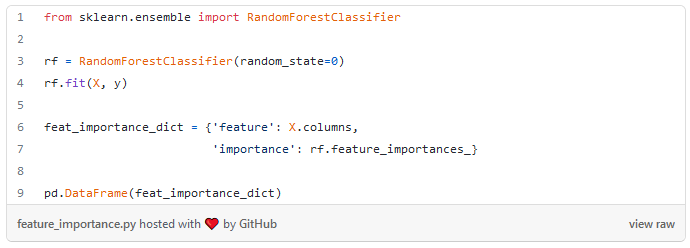 1 from sklearn.ensemble import RandomForestClassifier
2
3 rf = RandomForestClassifier(random_state=0)
4 rf.fit(X, y)
5
6 feat_importance_dict = {'feature': X.columns,
7                         'importance': rf.feature_importances_}
8
9 pd.DataFrame(feat_importance_dict)
feature_importance.py hosted with ❤ by GitHub view raw